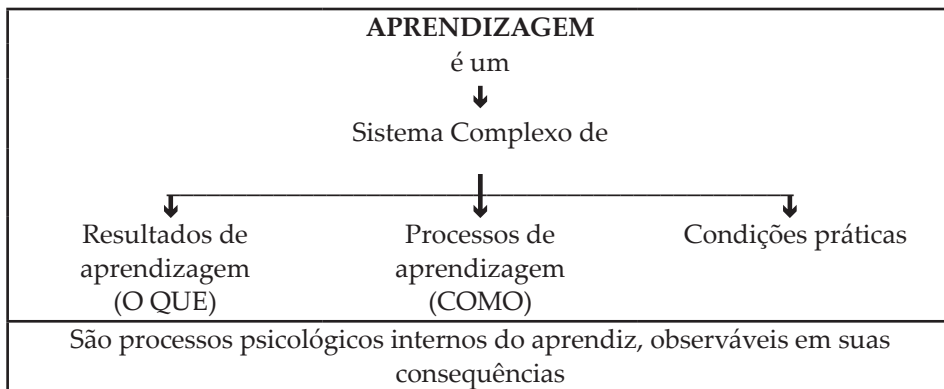 APRENDIZAGEM
é um
Sistema Complexo de
Resultados de aprendizagem (O QUE)
Processos de aprendizagem (COMO)
Condições práticas
São processos psicológicos internos do aprendiz, observáveis em suas
consequências